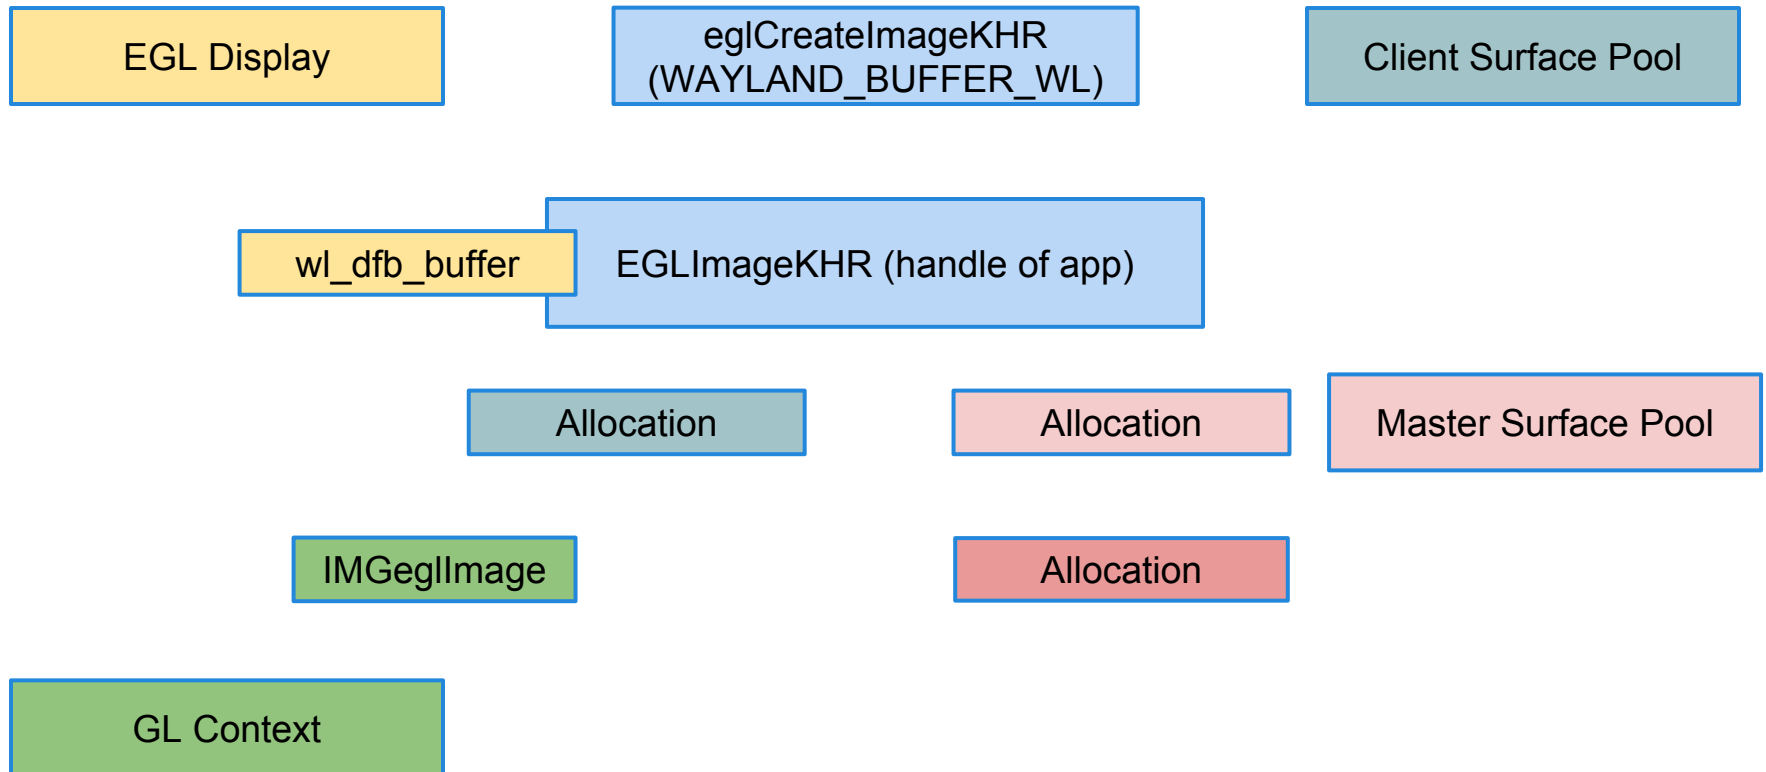 EGL Display
eglCreateImageKHR
(WAYLAND_BUFFER_WL)
Client Surface Pool
wl_dfb_buffer
EGLImageKHR (handle of app)
Allocation
Allocation
Master Surface Pool
IMGeglImage
Allocation
GL Context